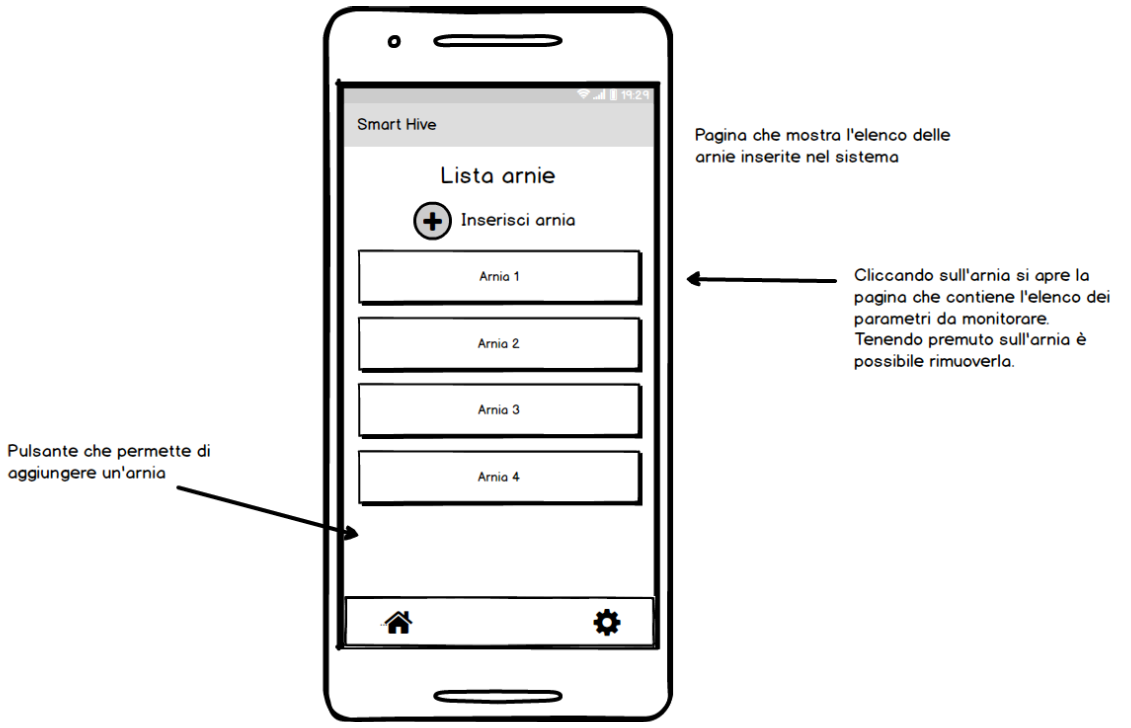 19:29
Smart Hive
Lista arnie
Inserisci arnia
Arnia 1
Arnia 2
Arnia 3
Arnia 4
Pagina che mostra l'elenco delle
arnie inserite nel sistema
Cliccando sull'arnia si apre la
pagina che contiene l'elenco dei
parametri da monitorare.
Tenendo premuto sull'arnia è
possibile rimuoverla.
Pulsante che permette di
aggiungere un'arnia